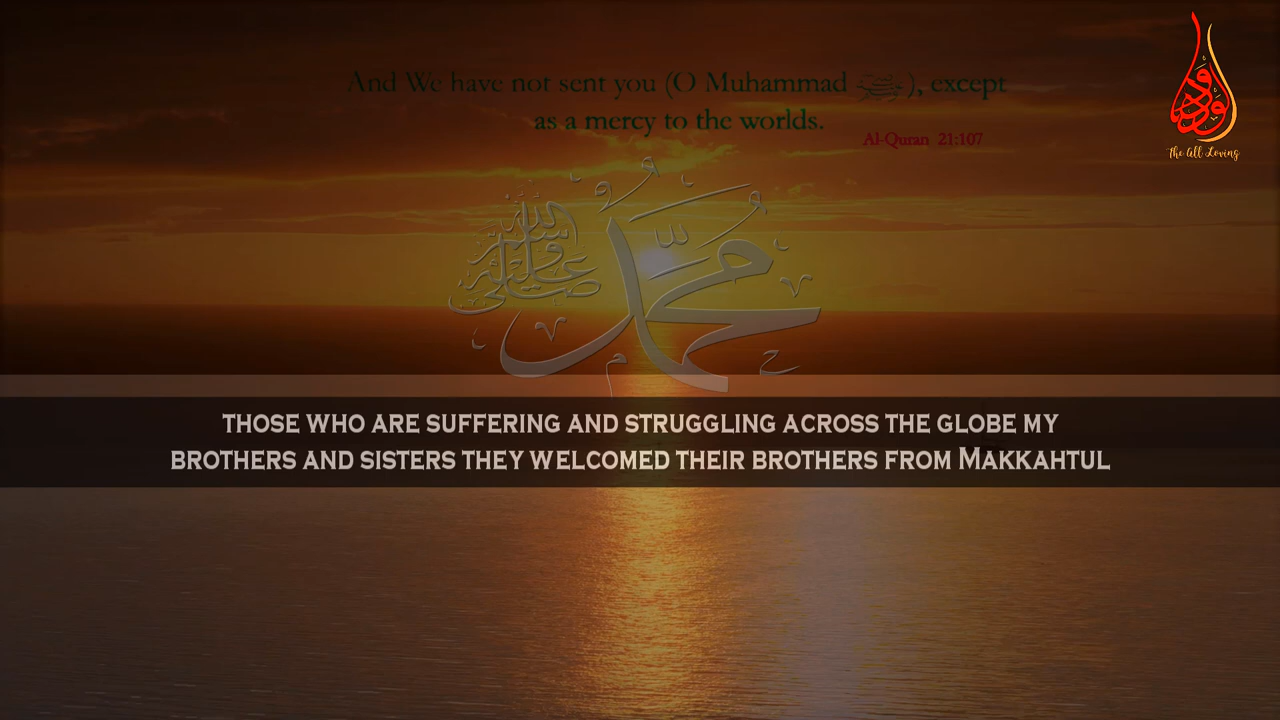 And We have not sent you (O Muhammad ﷺ), except
as a mercy to the worlds.
Al-Quran 21:107
محمد
صلى الله عليه وسلم
THOSE WHO ARE SUFFERING AND STRUGGLING ACROSS THE GLOBE MY
BROTHERS AND SISTERS THEY WELCOMED THEIR BROTHERS FROM MAKKAHTUL
الودود
The All Loving